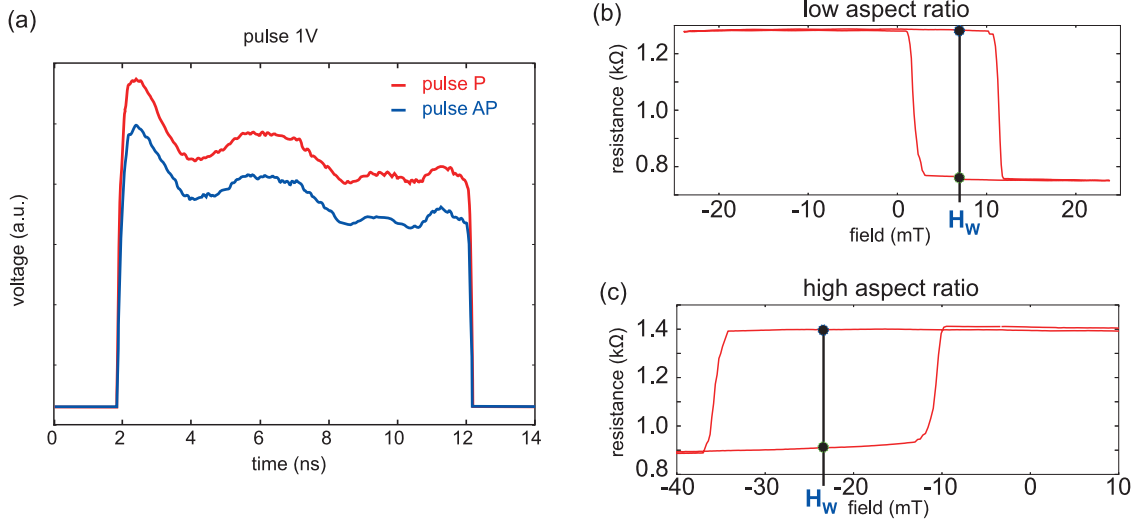 (a)
pulse 1V
pulse P
pulse AP
voltage (a.u.)
0 2 4 6 8 10 12 14
time (ns)
(b)
low aspect ratio
resistance (kΩ)
1.2
1.0
0.8
-20 -10 0 10 20
H_W
field (mT)
(c)
high aspect ratio
resistance (kΩ)
1.6
1.4
1.2
1.0
0.8
-40 -30 -20 -10 0 10
H_W
field (mT)